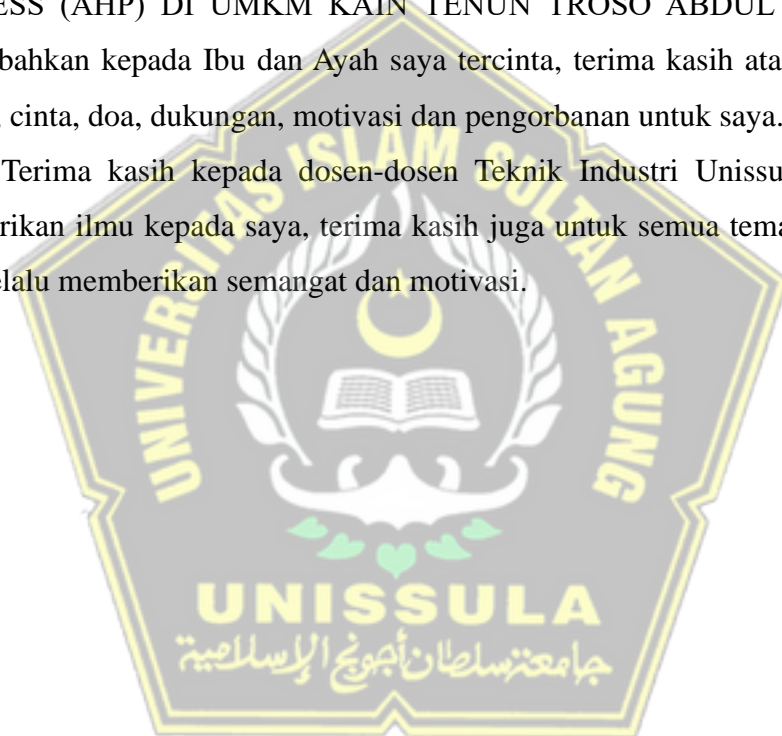 ESS (AHP) DI UMKM KAIN TENUN TROSO ABDUL
bahkan kepada Ibu dan Ayah saya tercinta, terima kasih ata
, cinta, doa, dukungan, motivasi dan pengorbanan untuk saya.
Terima kasih kepada dosen-dosen Teknik Industri Unissu
rikan ilmu kepada saya, terima kasih juga untuk semua tema
elalu memberikan semangat dan motivasi.
UNIVERSITAS ISLAM SULTAN AGUNG
UNISSULA
جامعتنسلطان أجونج الإسلامية